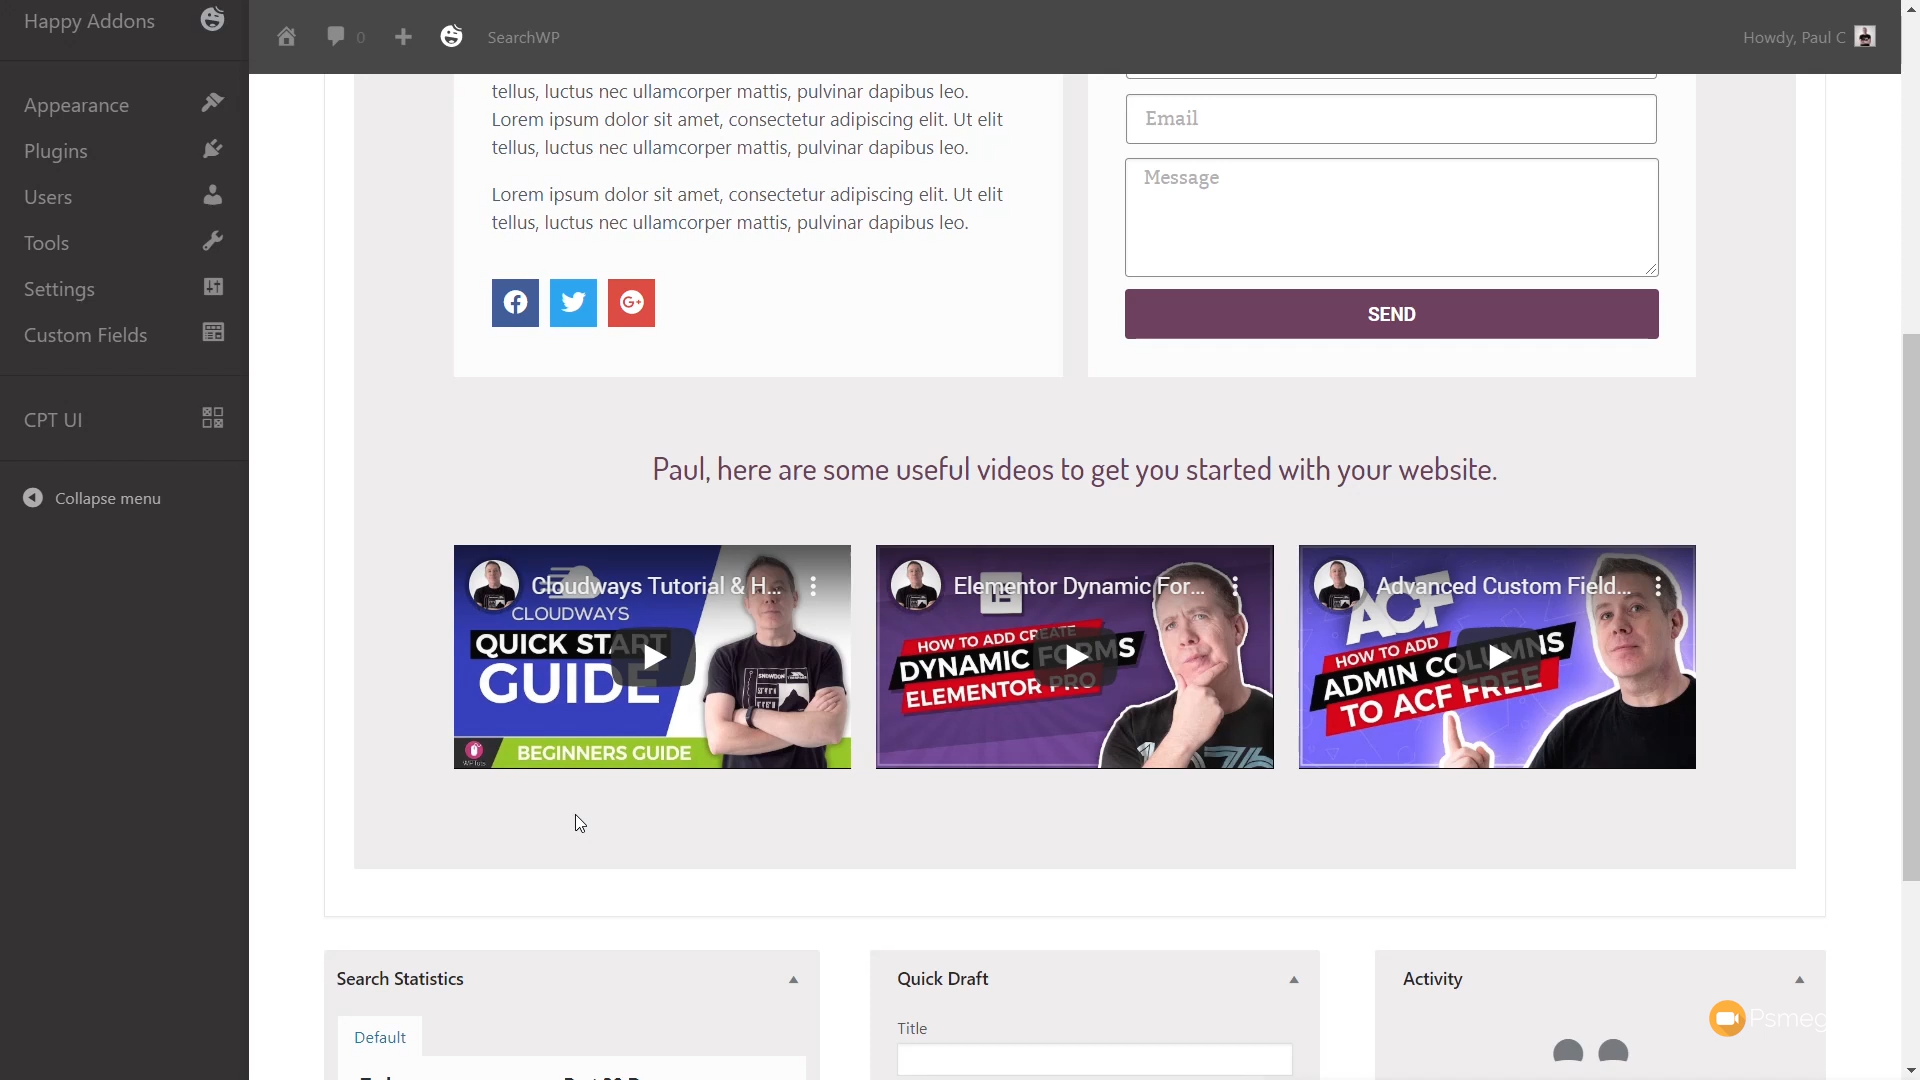 Happy Addons
0
SearchWP
Howdy, Paul C
Appearance
Plugins
Users
Tools
Settings
Custom Fields
CPT UI
Collapse menu
tellus, luctus nec ullamcorper mattis, pulvinar dapibus leo.
Lorem ipsum dolor sit amet, consectetur adipiscing elit. Ut elit
tellus, luctus nec ullamcorper mattis, pulvinar dapibus leo.
Lorem ipsum dolor sit amet, consectetur adipiscing elit. Ut elit
tellus, luctus nec ullamcorper mattis, pulvinar dapibus leo.
G+
Email
Message
SEND
Paul, here are some useful videos to get you started with your website.
Cloudways Tutorial & H...
CLOUDWAYS
QUICK START
GUIDE
BEGINNERS GUIDE
Elementor Dynamic For...
HOW TO ADD CREATE
DYNAMIC FORMS
ELEMENTOR PRO
Advanced Custom Field...
ACF
HOW TO ADD
ADMIN COLUMNS
TO ACF FREE
Search Statistics
Default
Quick Draft
Title
Activity
Psmeg